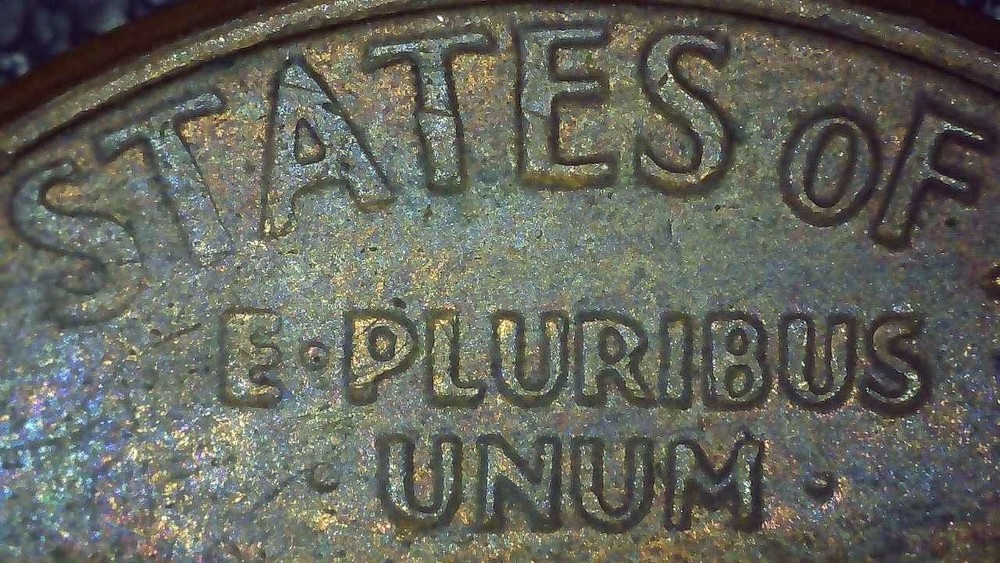 STATES OF
E·PLURIBUS
·UNUM·